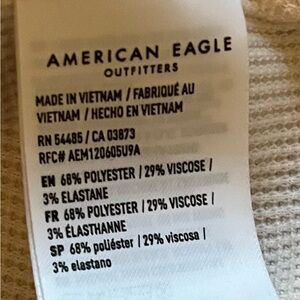 AMERICAN EAGLE
OUTFITTERS
MADE IN VIETNAM / FABRIQUÉ AU
VIETNAM / HECHO EN VIETNAM
RN 54485 / CA 03873
RFC# AEM120605U9A
EN 68% POLYESTER | 29% VISCOSE |
3% ELASTANE
FR 68% POLYESTER | 29% VISCOSE |
3% ÉLASTHANNE
SP 68% poliéster | 29% viscosa |
3% elastano